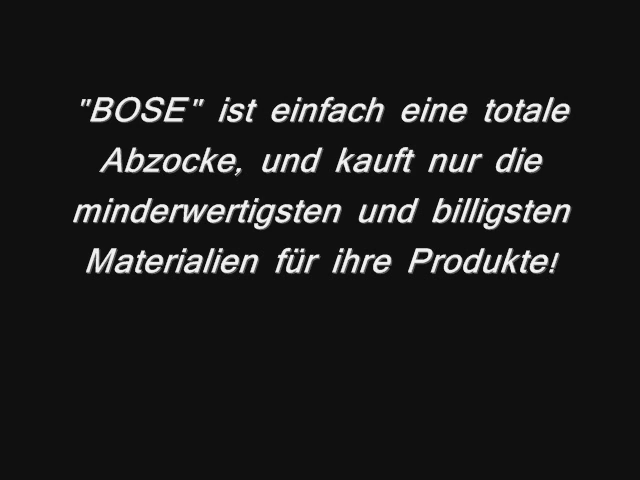 "BOSE" ist einfach eine totale
Abzocke, und kauft nur die
minderwertigsten und billigsten
Materialien für ihre Produkte!